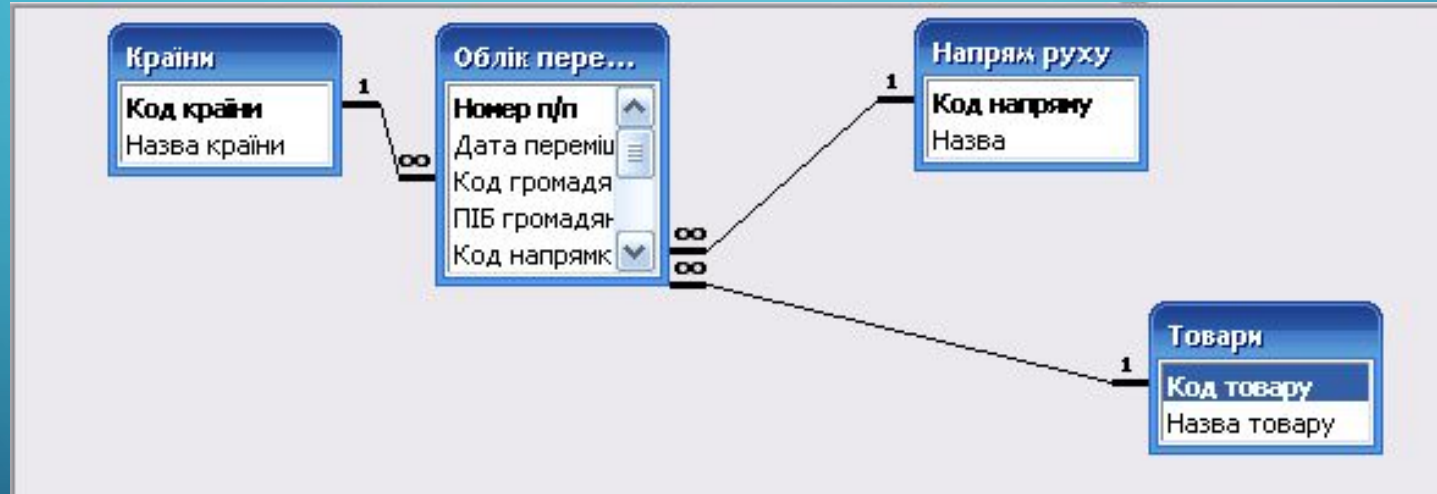 Країни
Код країни
Назва країни
1
∞
Облік пере...
Номер п/п
Дата переміщ
Код громадя
ПІБ громадян
Код напрямк
∞
∞
1
Напрям руху
Код напряму
Назва
1
Товари
Код товару
Назва товару